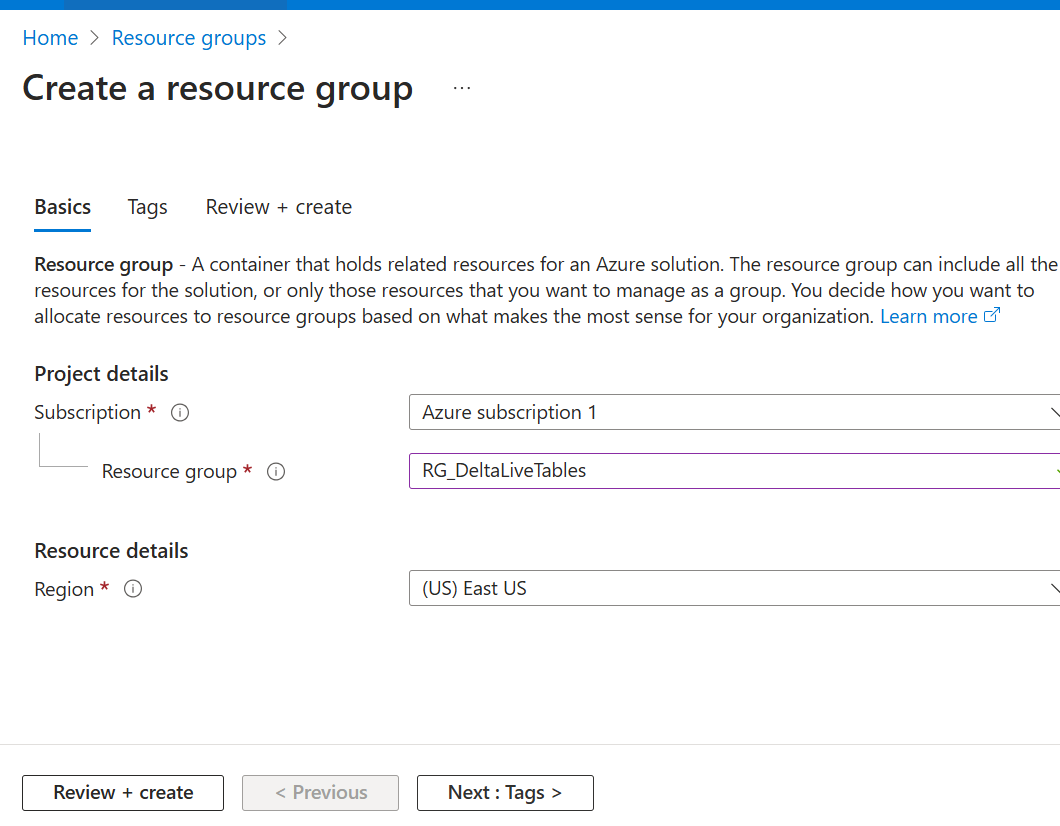 Home > Resource groups >
Create a resource group ...
Basics Tags Review + create
Resource group - A container that holds related resources for an Azure solution. The resource group can include all the
resources for the solution, or only those resources that you want to manage as a group. You decide how you want to
allocate resources to resource groups based on what makes the most sense for your organization. Learn more
Project details
Subscription * Azure subscription 1
Resource group * RG_DeltaLiveTables
Resource details
Region * (US) East US
Review + create < Previous Next : Tags >